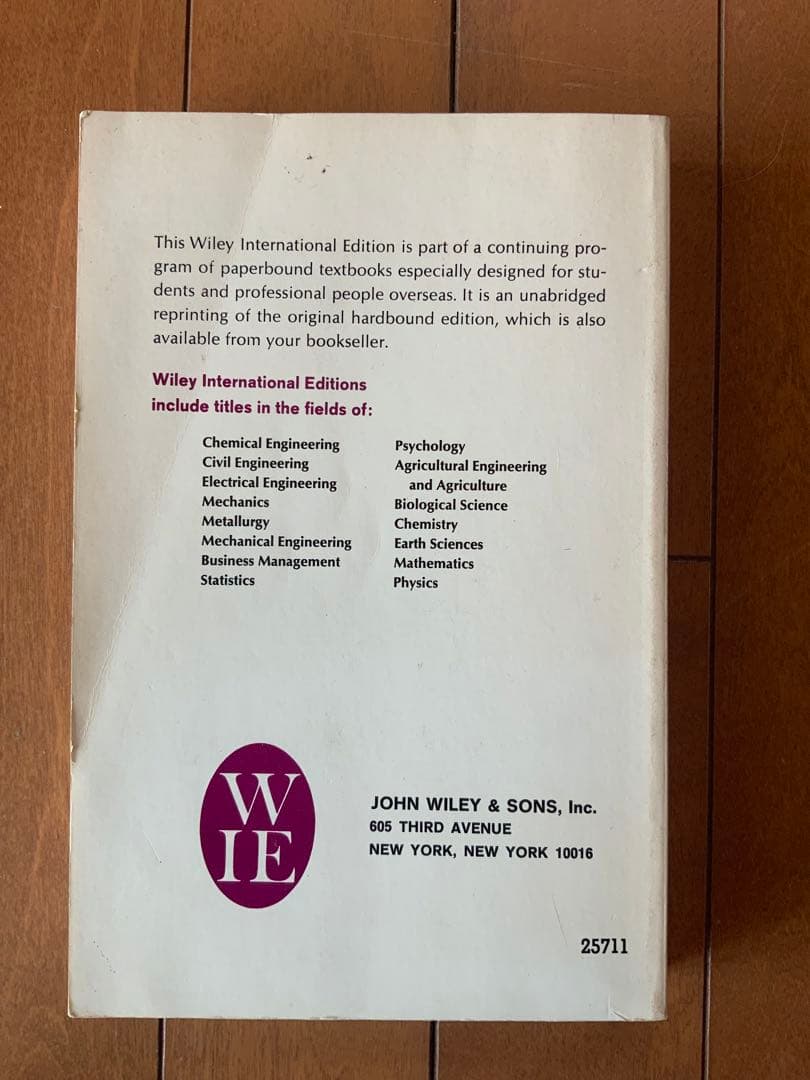 This Wiley International Edition is part of a continuing pro-
gram of paperbound textbooks especially designed for stu-
dents and professional people overseas. It is an unabridged
reprinting of the original hardbound edition, which is also
available from your bookseller.
Wiley International Editions
include titles in the fields of:
Chemical Engineering
Civil Engineering
Electrical Engineering
Mechanics
Metallurgy
Mechanical Engineering
Business Management
Statistics
Psychology
Agricultural Engineering
and Agriculture
Biological Science
Chemistry
Earth Sciences
Mathematics
Physics
W
IE
JOHN WILEY & SONS, Inc.
605 THIRD AVENUE
NEW YORK, NEW YORK 10016
25711